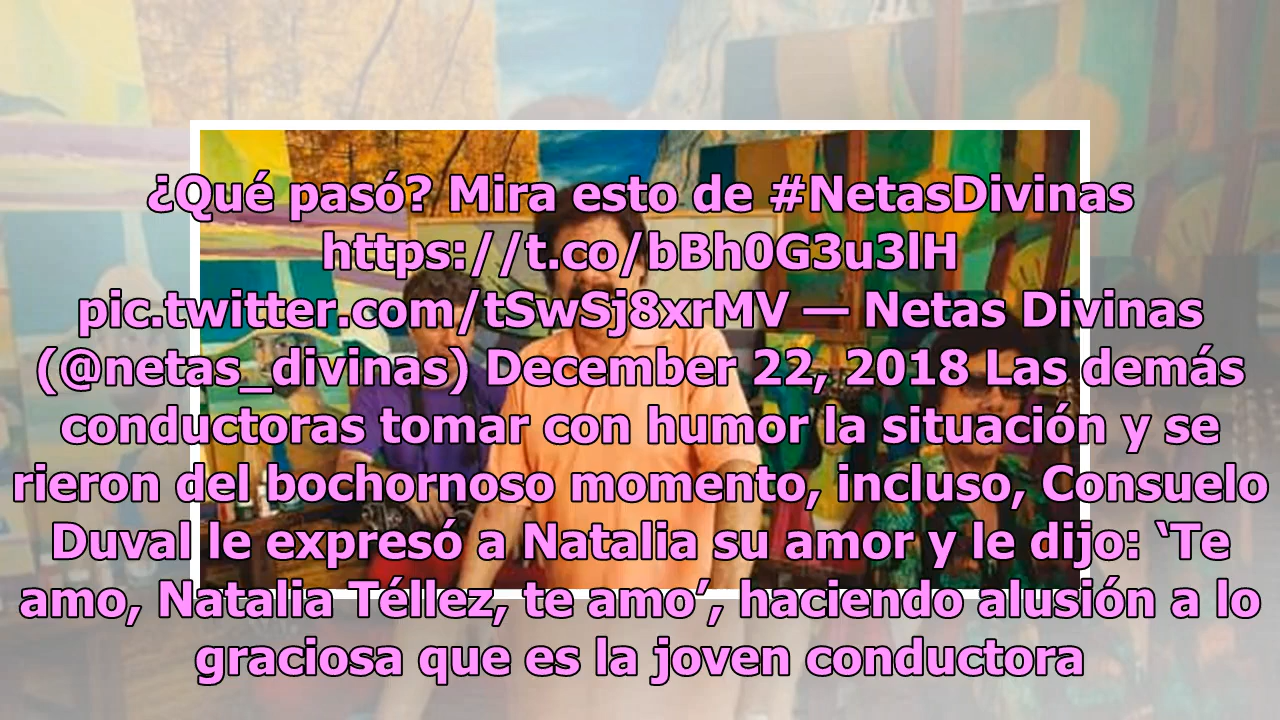 ¿Qué pasó? Mira esto de #NetasDivinas
https://t.co/bBh0G3u3lH
pic.twitter.com/tSwSj8xrMV — Netas Divinas
(@netas_divinas) December 22, 2018 Las demás
conductoras tomar con humor la situación y se
rieron del bochornoso momento, incluso, Consuelo
Duval le expresó a Natalia su amor y le dijo: ‘Te
amo, Natalia Téllez, te amo’, haciendo alusión a lo
graciosa que es la joven conductora